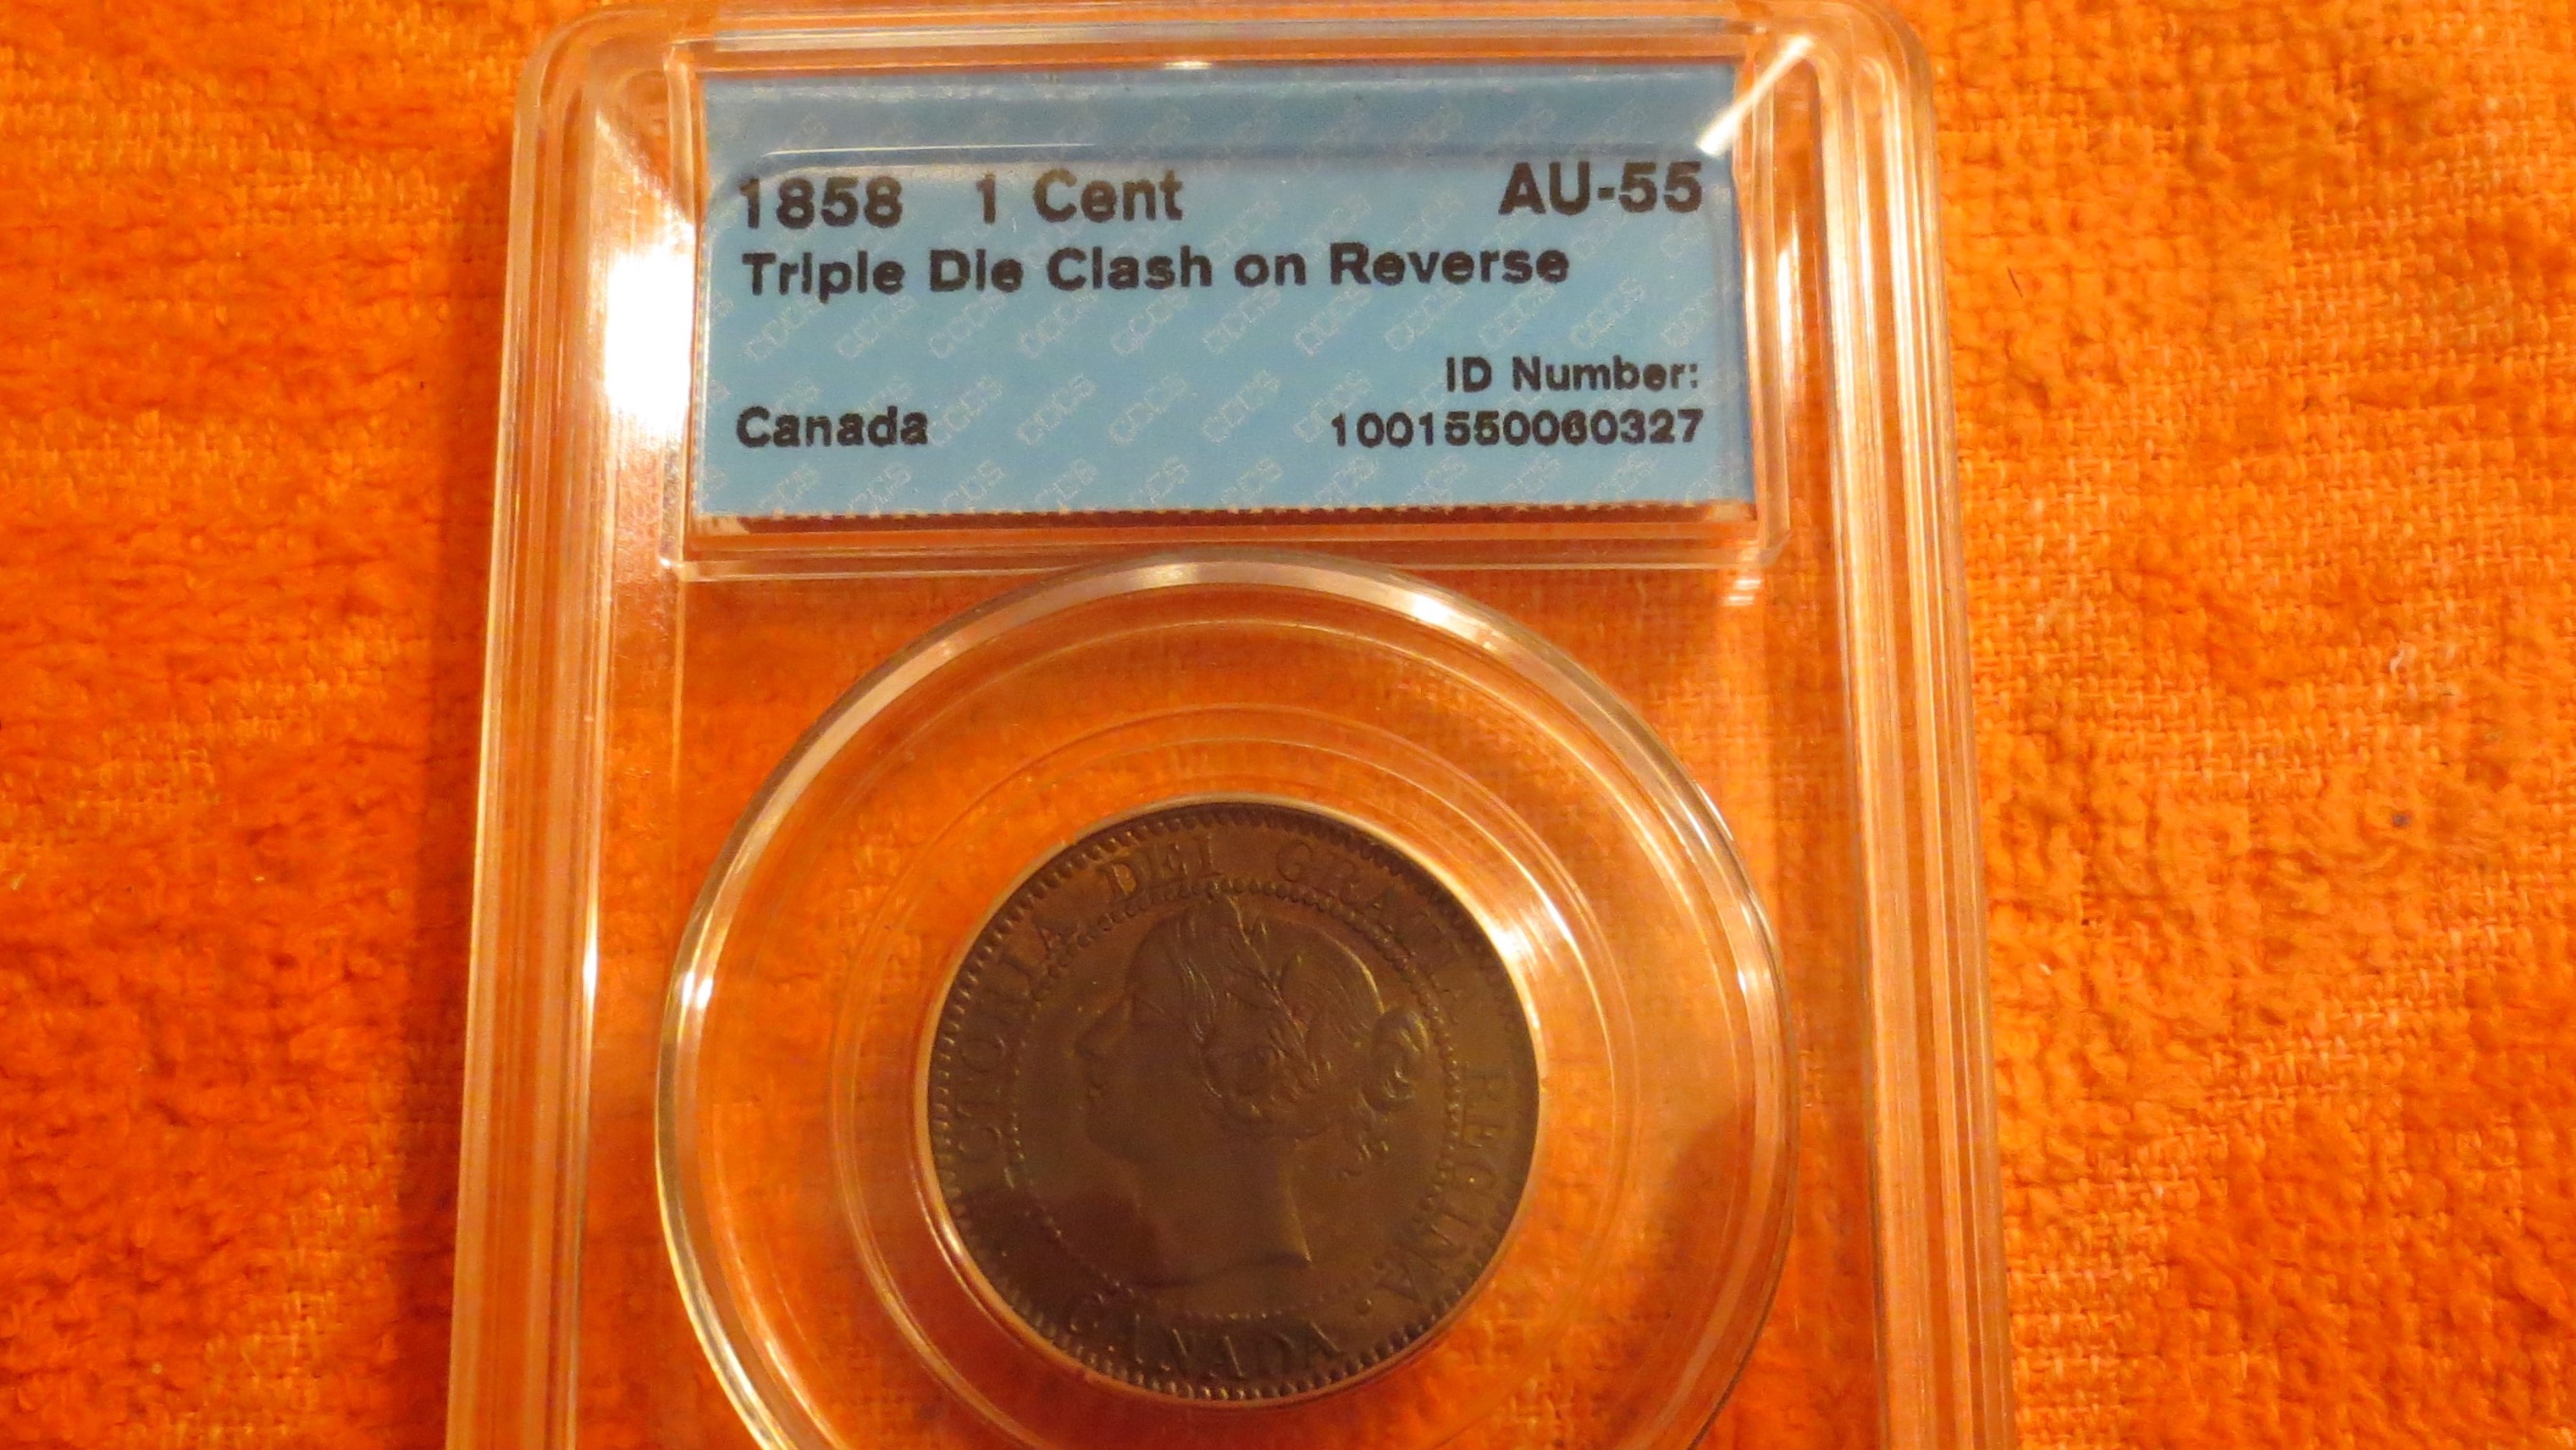 1858 1 Cent AU-55
Triple Die Clash on Reverse
ID Number:
Canada 1001550060327
VICTORIA DEI GRATIA REGINA.
CANADA